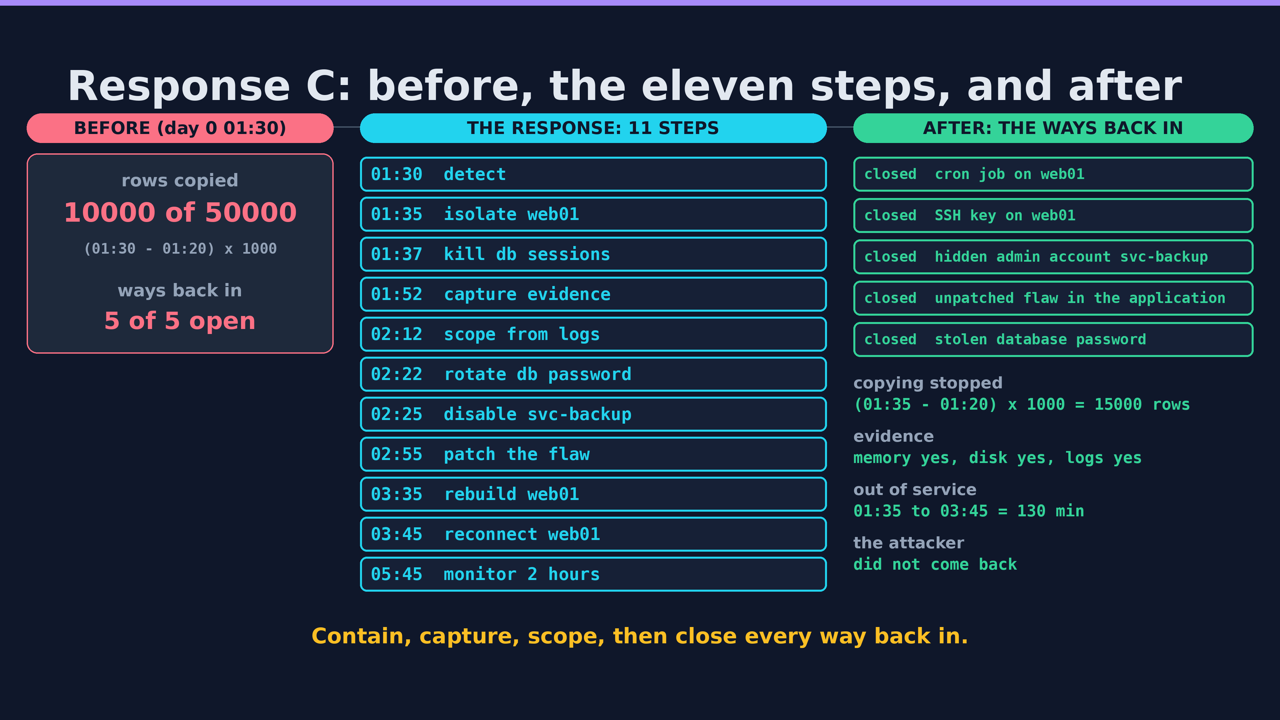 Response C: before, the eleven steps, and after
BEFORE (day 0 01:30)
rows copied
10000 of 50000
(01:30 - 01:20) x 1000
ways back in
5 of 5 open
THE RESPONSE: 11 STEPS
01:30 detect
01:35 isolate web01
01:37 kill db sessions
01:52 capture evidence
02:12 scope from logs
02:22 rotate db password
02:25 disable svc-backup
02:55 patch the flaw
03:35 rebuild web01
03:45 reconnect web01
05:45 monitor 2 hours
AFTER: THE WAYS BACK IN
closed cron job on web01
closed SSH key on web01
closed hidden admin account svc-backup
closed unpatched flaw in the application
closed stolen database password
copying stopped
(01:35 - 01:20) x 1000 = 15000 rows
evidence
memory yes, disk yes, logs yes
out of service
01:35 to 03:45 = 130 min
the attacker
did not come back
Contain, capture, scope, then close every way back in.